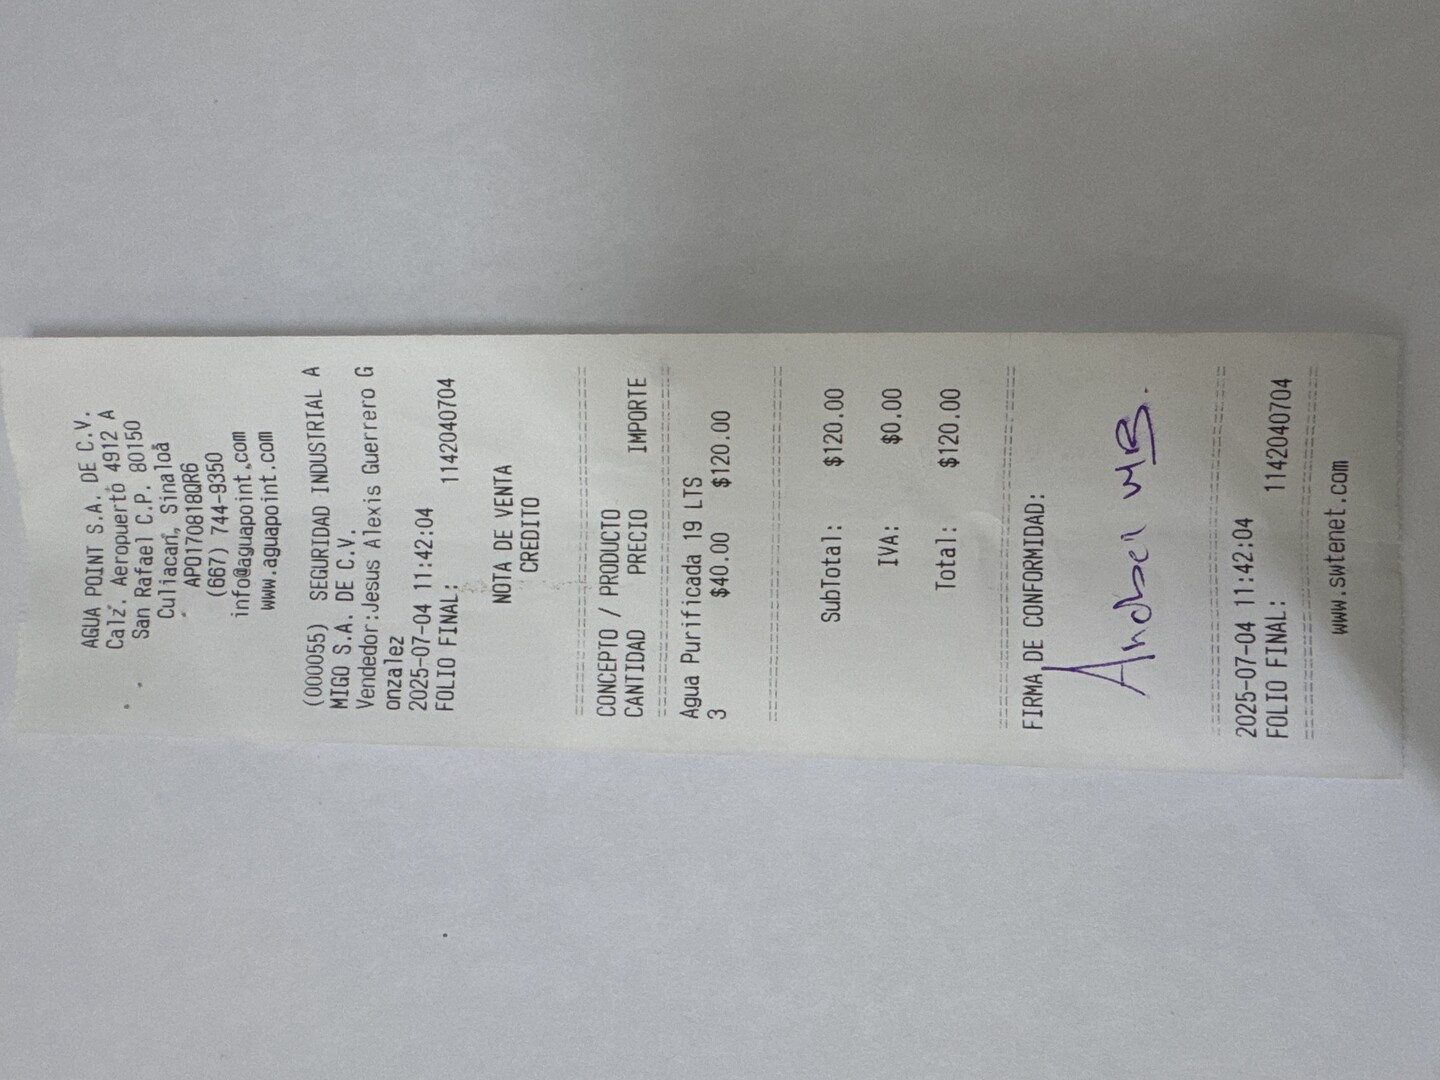 AGUA POINT S.A. DE C.V.
Calz. Aeropuerto 4912 A
San Rafael C.P. 80150
Culiacan, Sinaloa
APO170818QR6
(667) 744-9350
info@aguapoint.com
www.aguapoint.com
(000055) SEGURIDAD INDUSTRIAL A
MIGO S.A. DE C.V.
Vendedor:Jesus Alexis Guerrero G
onzalez
2025-07-04 11:42:04
FOLIO FINAL: 1142040704
NOTA DE VENTA
CREDITO
CONCEPTO / PRODUCTO
CANTIDAD PRECIO IMPORTE
Agua Purificada 19 LTS
3 $40.00 $120.00
SubTotal: $120.00
IVA: $0.00
Total: $120.00
FIRMA DE CONFORMIDAD:
2025-07-04 11:42:04
FOLIO FINAL: 1142040704
www.swtenet.com